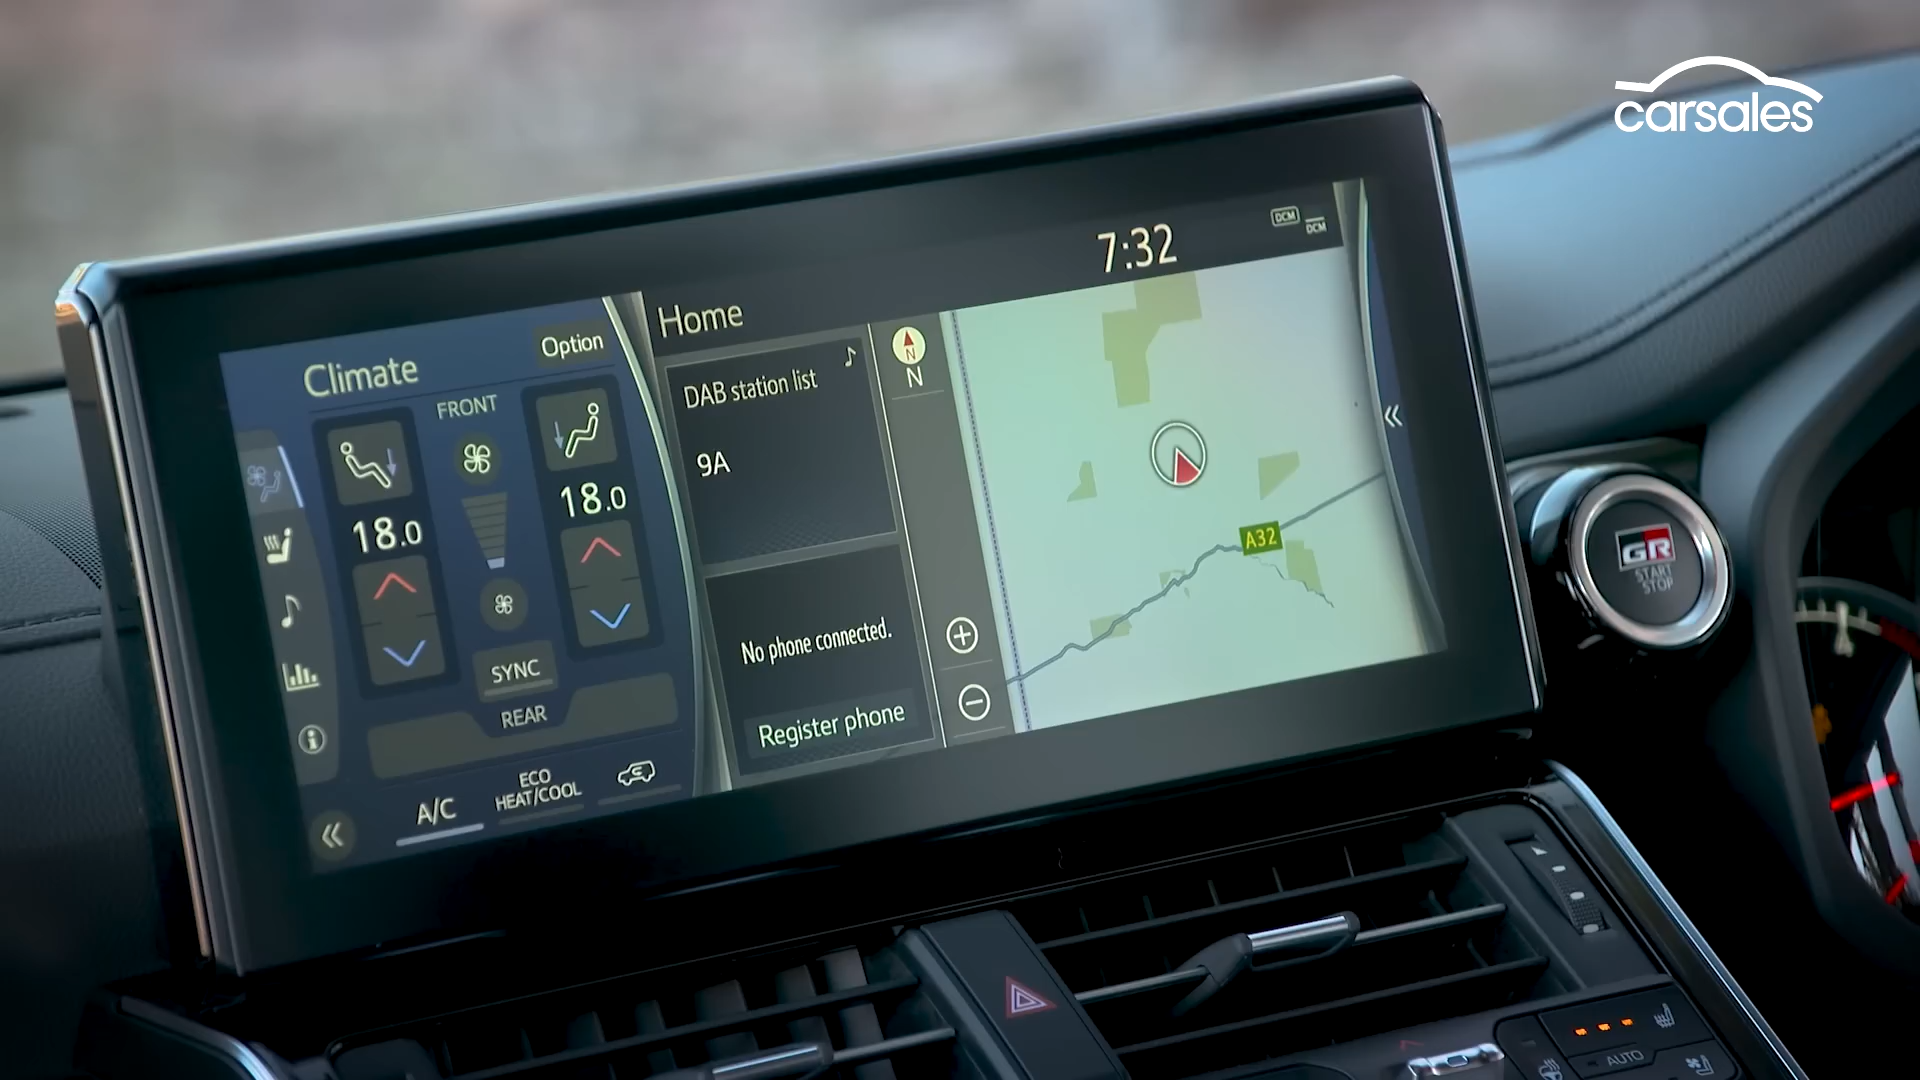 carsales
7:32
DCM
DCM
Home
Climate
Option
FRONT
18.0
18.0
SYNC
REAR
A/C
ECO
HEAT/COOL
DAB station list
9A
No phone connected.
Register phone
N
N
A32
GR
START
STOP
AUTO